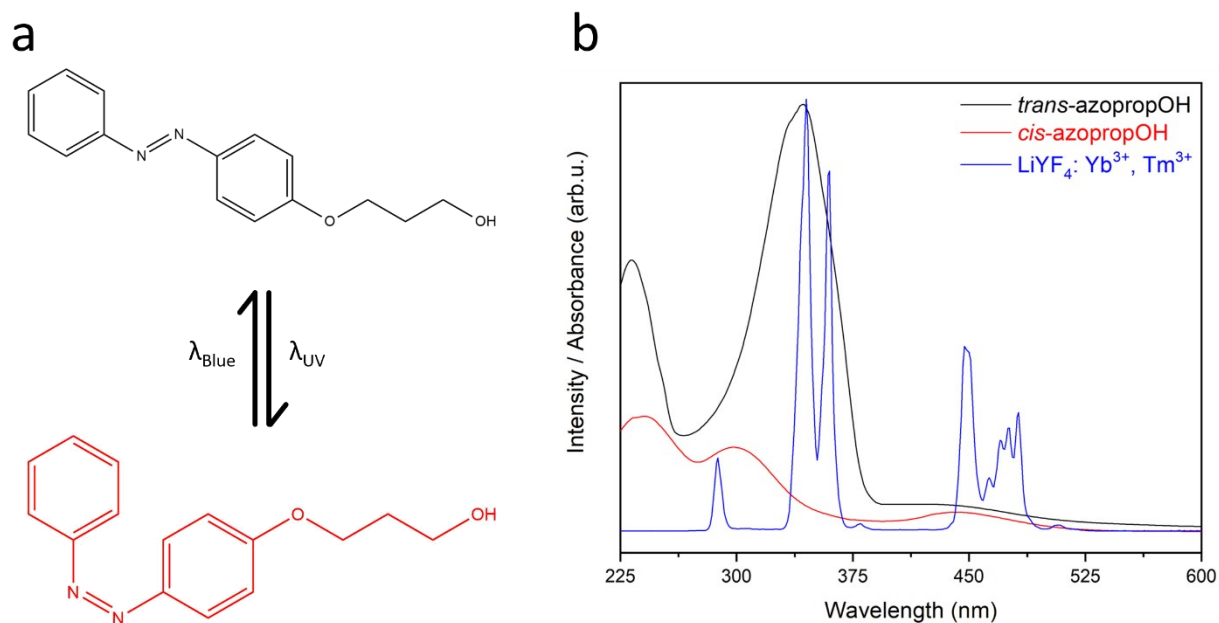 a
N
N
O
OH
λBlue
λUV
O
OH
N
N
b
trans-azopropOH
cis-azopropOH
LiYF₄: Yb³⁺, Tm³⁺
Intensity / Absorbance (arb.u.)
225 300 375 450 525 600
Wavelength (nm)